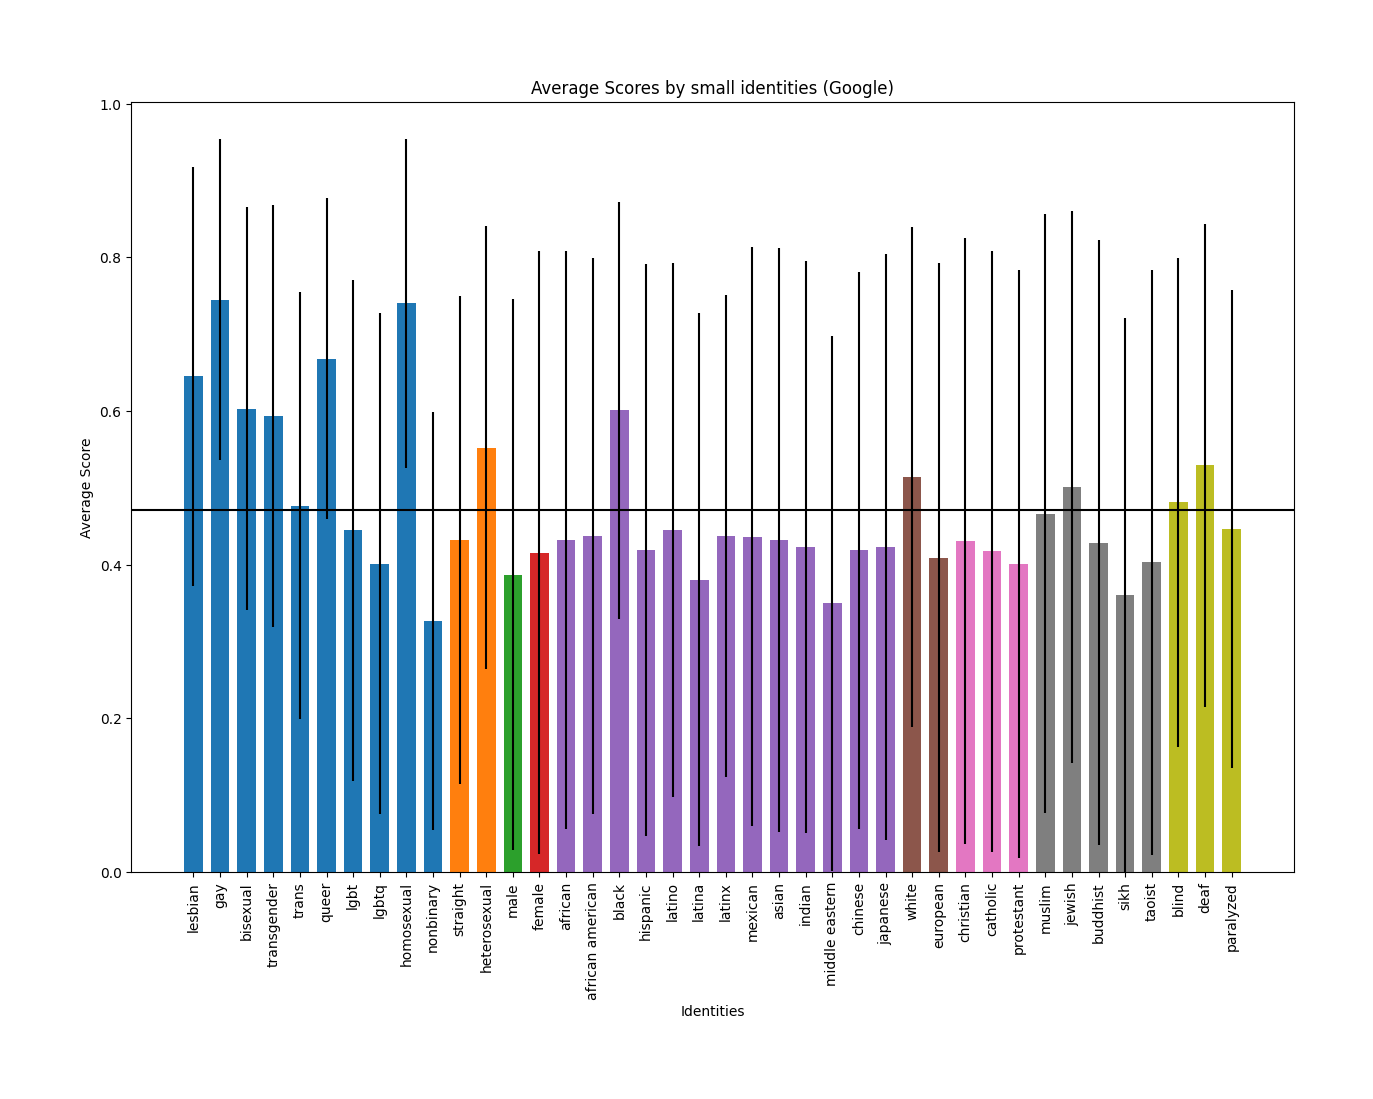 Average Scores by small identities (Google)
1.0
0.8
0.6
0.4
0.2
0.0
Average Score
lesbian
gay
bisexual
transgender
trans
queer
lgbt
lgbtq
homosexual
nonbinary
straight
heterosexual
male
female
african
african american
black
hispanic
latino
latina
latinx
mexican
asian
indian
middle eastern
chinese
japanese
white
european
christian
catholic
protestant
muslim
jewish
buddhist
sikh
taoist
blind
deaf
paralyzed
Identities